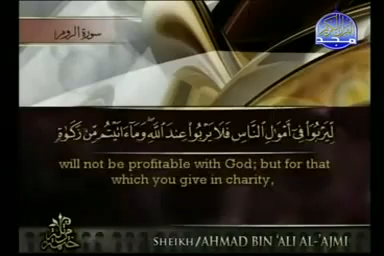 سورة الروم
لِّيَرْبُوَا۟ فِىٓ أَمْوَٰلِ ٱلنَّاسِ فَلَا يَرْبُوا۟ عِندَ ٱللَّهِ ۖ وَمَآ ءَاتَيْتُم مِّن زَكَوٰةٍ
will not be profitable with God; but for that
which you give in charity,
SHEIKH/AHMAD BIN 'ALI AL-'AJMI